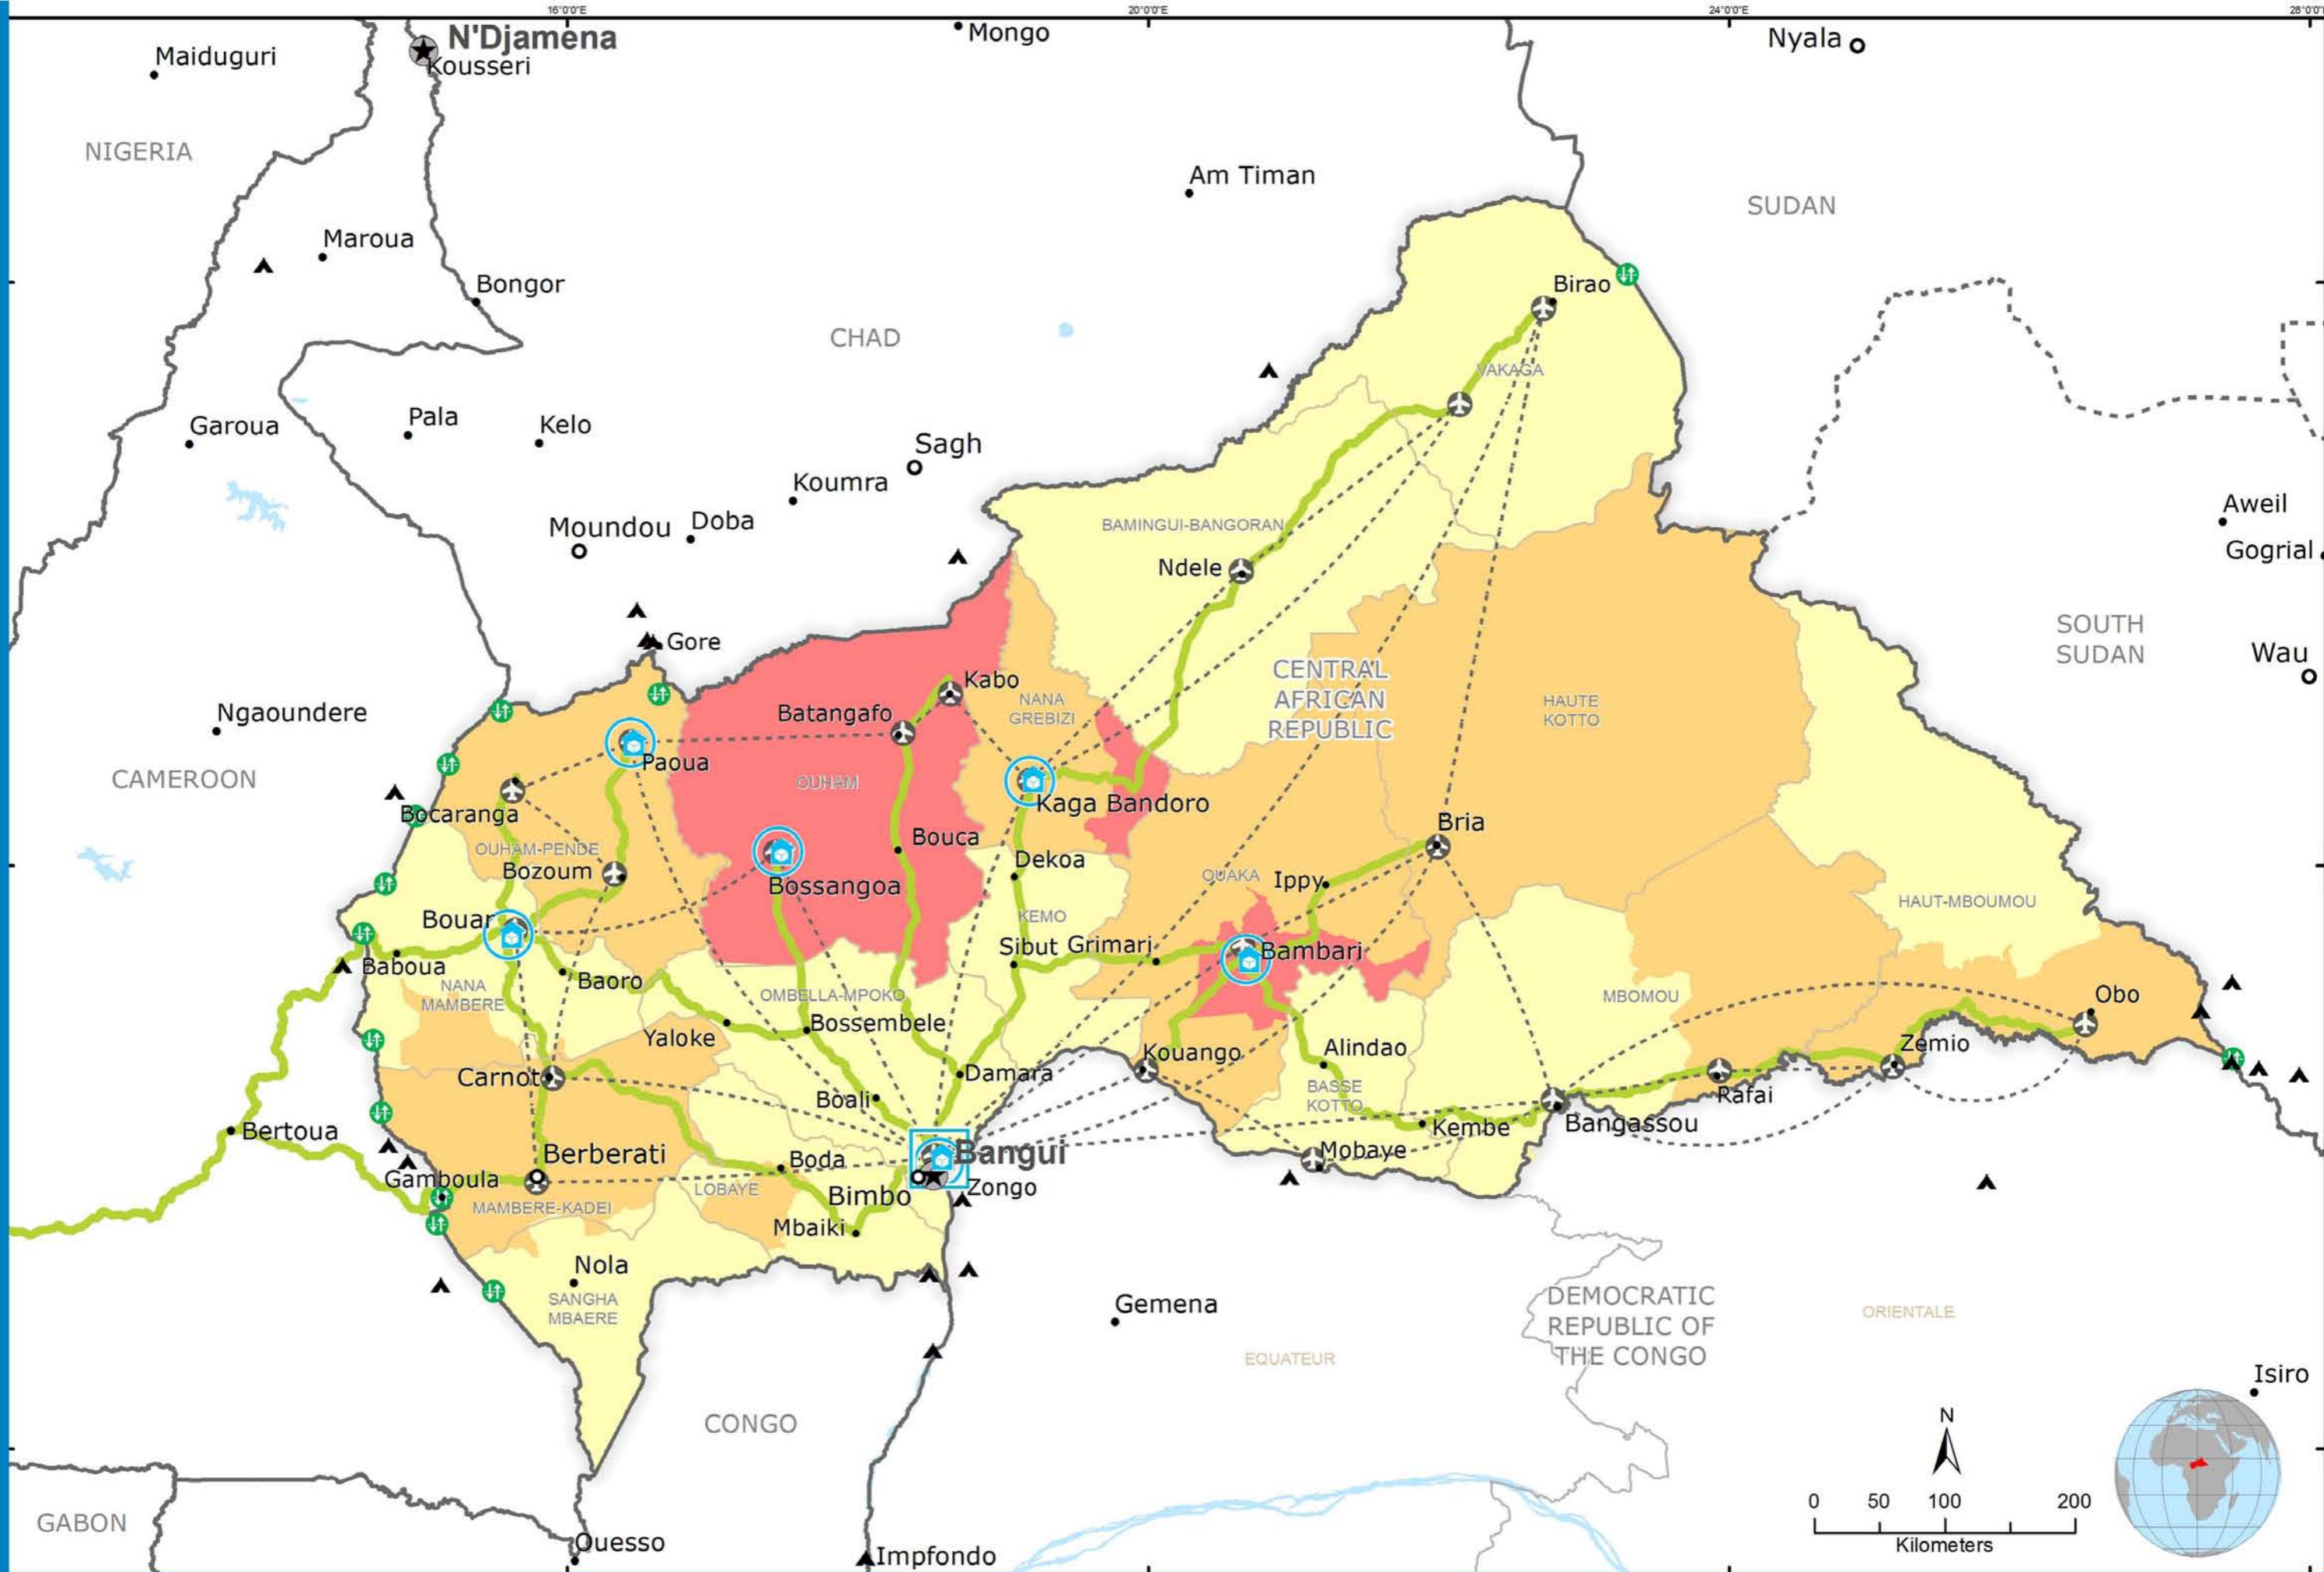 16°0'0"E
20°0'0"E
24°0'0"E
28°0'0"
N'Djamena
Kousseri
Maiduguri
Mongo
Nyala
NIGERIA
Am Timan
SUDAN
Maroua
Bongor
Birao
CHAD
VAKAGA
Garoua
Pala
Kelo
Sagh
Koumra
Moundou
Doba
BAMINGUI-BANGORAN
Aweil
Gogrial
Ndele
Gore
SOUTH
SUDAN
Wau
CENTRAL
AFRICAN
REPUBLIC
Kabo
NANA
GREBIZI
HAUTE
KOTTO
Ngaoundere
Batangafo
Paoua
CAMEROON
OUHAM
Kaga Bandoro
Bocaranga
Bria
Bouca
OUHAM-PENDE
Dekoa
Bozoum
Bossangoa
OUAKA
Ippy
HAUT-MBOUMOU
Bouar
KEMO
Sibut
Grimari
Bambari
Baboua
Baoro
NANA
MAMBERE
OMBELLA-MPOKO
MBOMOU
Obo
Bossembele
Yaloke
Kouango
Alindao
Zemio
Carnot
Damara
BASSE
KOTTO
Boali
Rafai
Bertoua
Kembe
Bangassou
Berberati
Boda
Bangui
Mobaye
Gamboula
LOBAYE
Bimbo
Zongo
MAMBERE-KADEI
Mbaiki
Nola
SANGHA
MBAERE
Gemena
DEMOCRATIC
REPUBLIC OF
THE CONGO
ORIENTALE
EQUATEUR
Isiro
CONGO
N
0 50 100 200
Kilometers
GABON
Ouesso
Impfondo